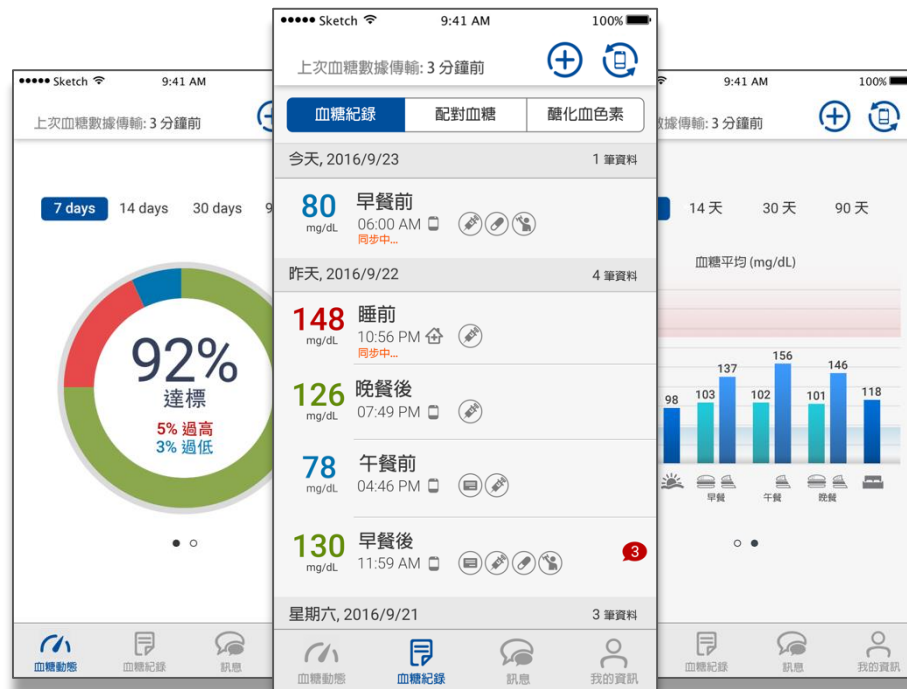 ••••• Sketch
9:41 AM
上次血糖數據傳輸: 3 分鐘前
7 days
14 days
30 days
9
92%
達標
5% 過高
3% 過低
血糖動態
血糖紀錄
訊息
••••• Sketch
9:41 AM
100%
上次血糖數據傳輸: 3 分鐘前
血糖紀錄
配對血糖
醣化血色素
今天, 2016/9/23
1 筆資料
80
mg/dL
早餐前
06:00 AM
同步中...
昨天, 2016/9/22
4 筆資料
148
mg/dL
睡前
10:56 PM
同步中...
126
mg/dL
晚餐後
07:49 PM
78
mg/dL
午餐前
04:46 PM
130
mg/dL
早餐後
11:59 AM
3
星期六, 2016/9/21
3 筆資料
血糖動態
血糖紀錄
訊息
我的資訊
9:41 AM
100%
據傳輸: 3 分鐘前
14 天
30 天
90 天
血糖平均 (mg/dL)
98
103
137
102
156
101
146
118
早餐
午餐
晚餐
血糖紀錄
訊息
我的資訊